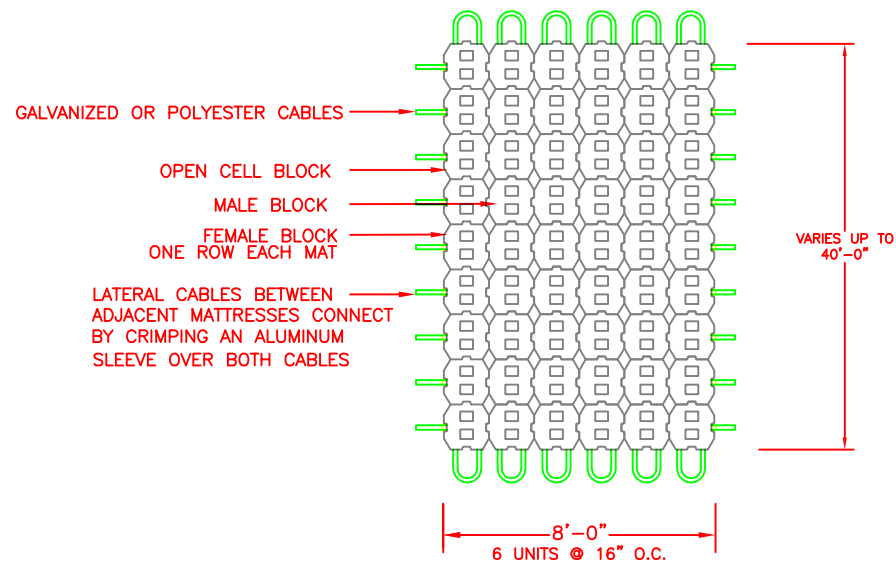 GALVANIZED OR POLYESTER CABLES
OPEN CELL BLOCK
MALE BLOCK
FEMALE BLOCK
ONE ROW EACH MAT
LATERAL CABLES BETWEEN
ADJACENT MATTRESSES CONNECT
BY CRIMPING AN ALUMINUM
SLEEVE OVER BOTH CABLES
VARIES UP TO
40'-0"
8'-0"
6 UNITS @ 16" O.C.